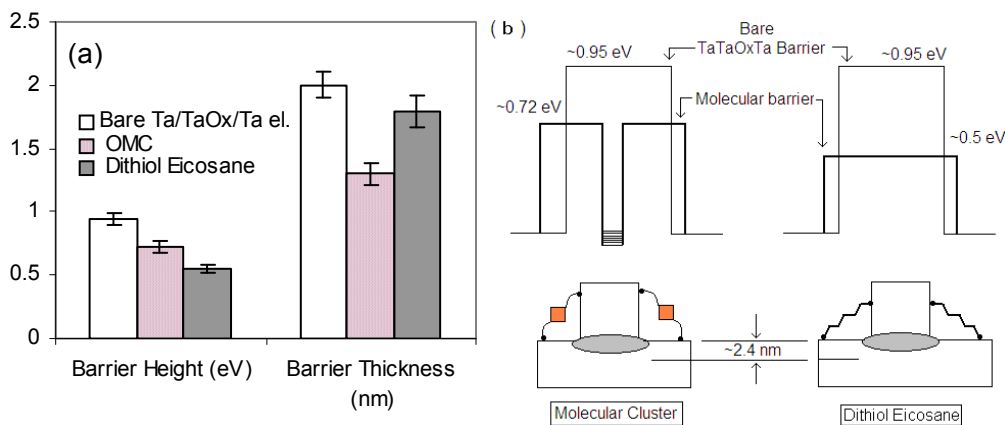 (a)
2.5
2
1.5
1
0.5
0
Bare Ta/TaOx/Ta el.
OMC
Dithiol Eicosane
Barrier Height (eV)
Barrier Thickness
(nm)
(b)
Bare
TaTaOxTa Barrier
~0.95 eV
~0.95 eV
~0.72 eV
Molecular barrier
~0.5 eV
~2.4 nm
Molecular Cluster
Dithiol Eicosane